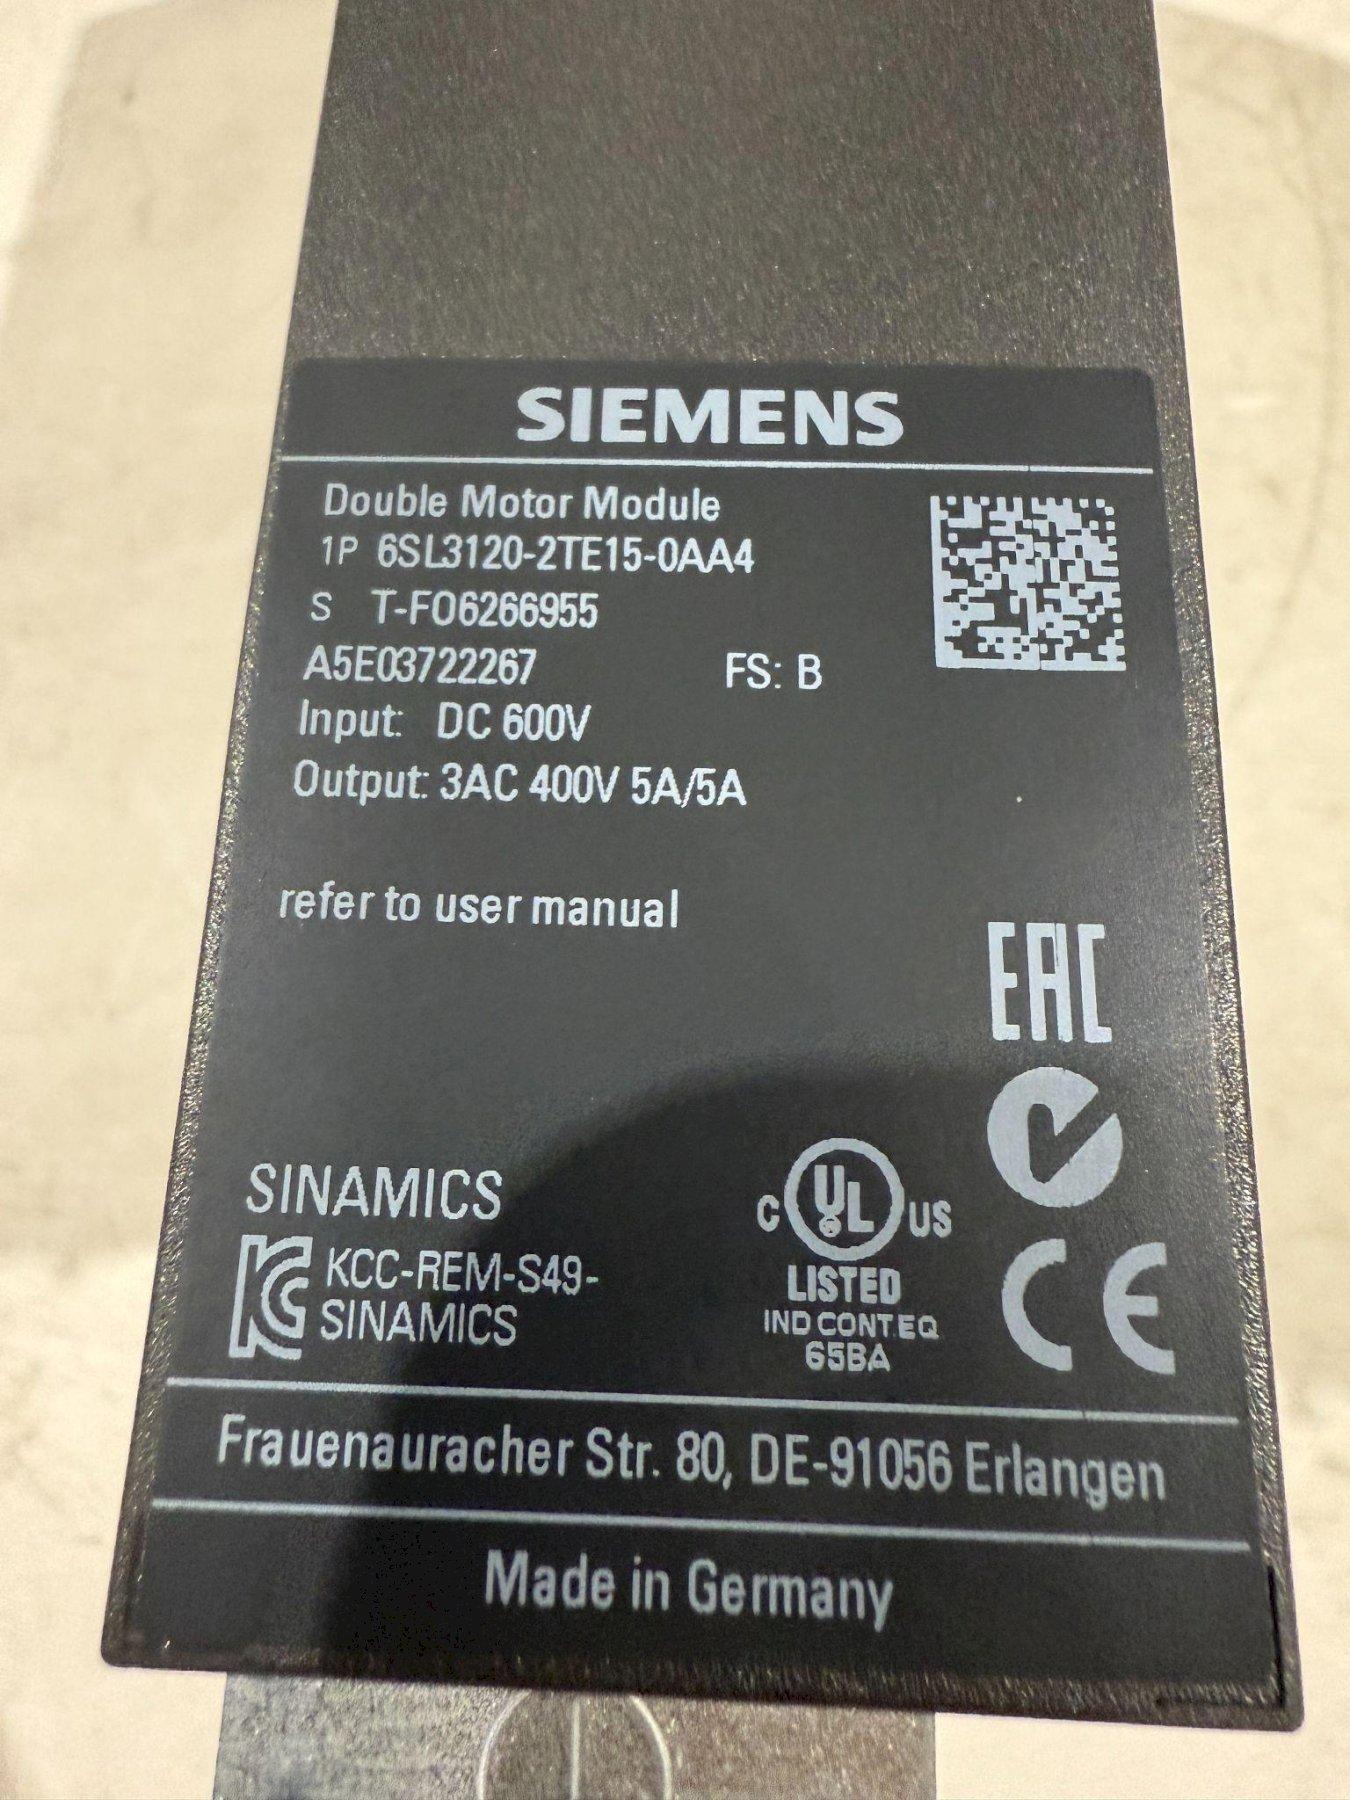 SIEMENS
Double Motor Module
1P 6SL3120-2TE15-0AA4
S T-FO6266955
A5E03722267 FS: B
Input: DC 600V
Output: 3AC 400V 5A/5A
refer to user manual
EAC
SINAMICS
C UL US
LISTED
IND CONT.EQ
65BA
KC KCC-REM-S49-
SINAMICS
CE
Frauenauracher Str. 80, DE-91056 Erlangen
Made in Germany